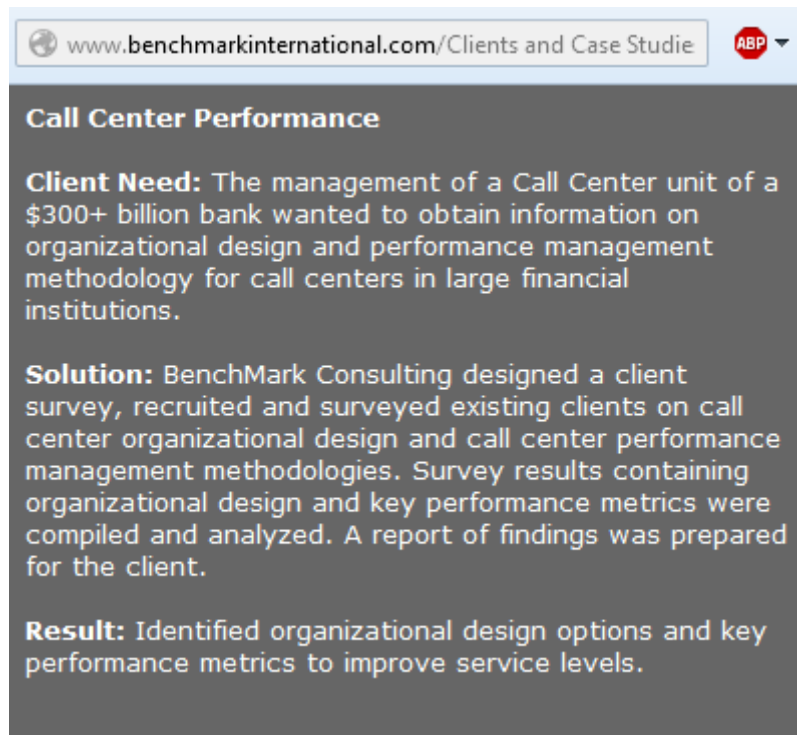 www.benchmarkinternational.com/Clients and Case Studie
ABP
Call Center Performance
Client Need: The management of a Call Center unit of a
$300+ billion bank wanted to obtain information on
organizational design and performance management
methodology for call centers in large financial
institutions.
Solution: BenchMark Consulting designed a client
survey, recruited and surveyed existing clients on call
center organizational design and call center performance
management methodologies. Survey results containing
organizational design and key performance metrics were
compiled and analyzed. A report of findings was prepared
for the client.
Result: Identified organizational design options and key
performance metrics to improve service levels.